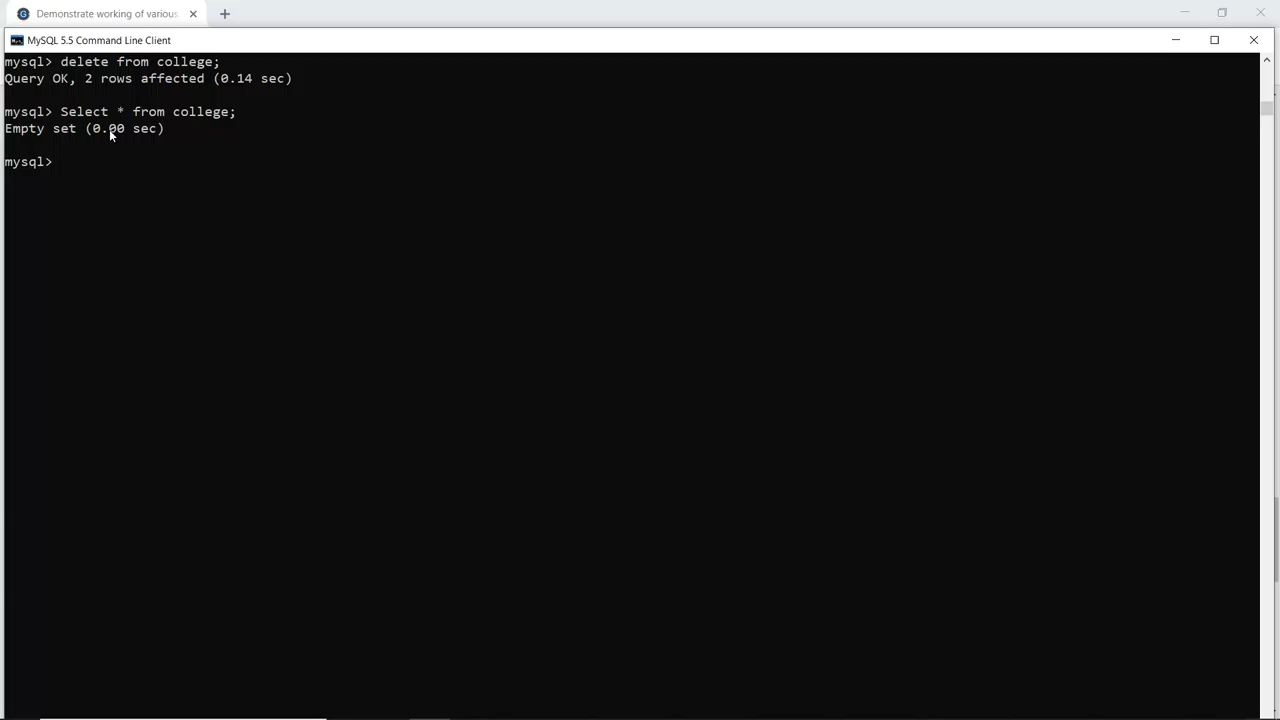 Demonstrate working of various
MySQL 5.5 Command Line Client
mysql> delete from college;
Query OK, 2 rows affected (0.14 sec)
mysql> Select * from college;
Empty set (0.00 sec)
mysql>